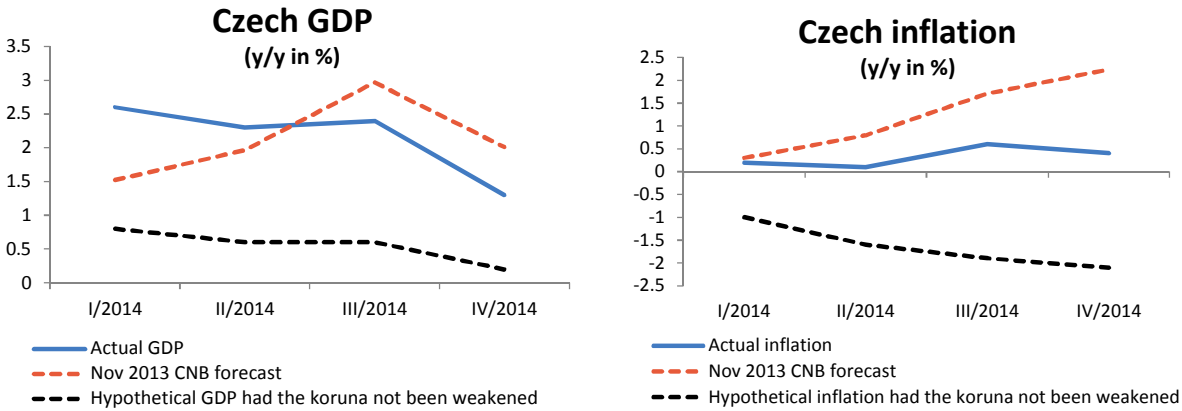 Czech GDP
(y/y in %)
3.5
3
2.5
2
1.5
1
0.5
0
I/2014
II/2014
III/2014
IV/2014
Actual GDP
Nov 2013 CNB forecast
Hypothetical GDP had the koruna not been weakened
Czech inflation
(y/y in %)
2.5
2
1.5
1
0.5
0
-0.5
-1
-1.5
-2
-2.5
I/2014
II/2014
III/2014
IV/2014
Actual inflation
Nov 2013 CNB forecast
Hypothetical inflation had the koruna not been weakened